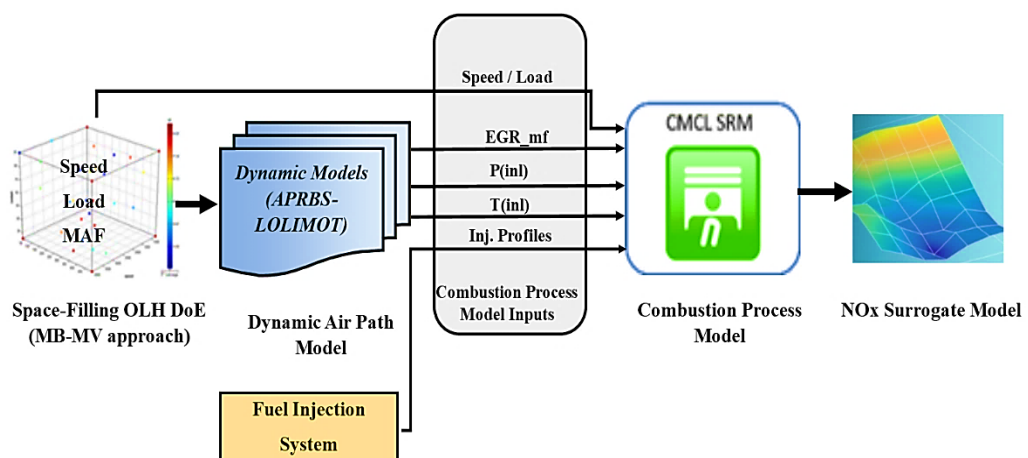 Speed / Load
EGR_mf
P(inl)
T(inl)
Inj. Profiles
Combustion Process
Model Inputs
Speed
Load
MAF
Space-Filling OLH DoE
(MB-MV approach)
Dynamic Models
(APRBS-
LOLIMOT)
Dynamic Air Path
Model
Fuel Injection
System
CMCL SRM
Combustion Process
Model
NOx Surrogate Model